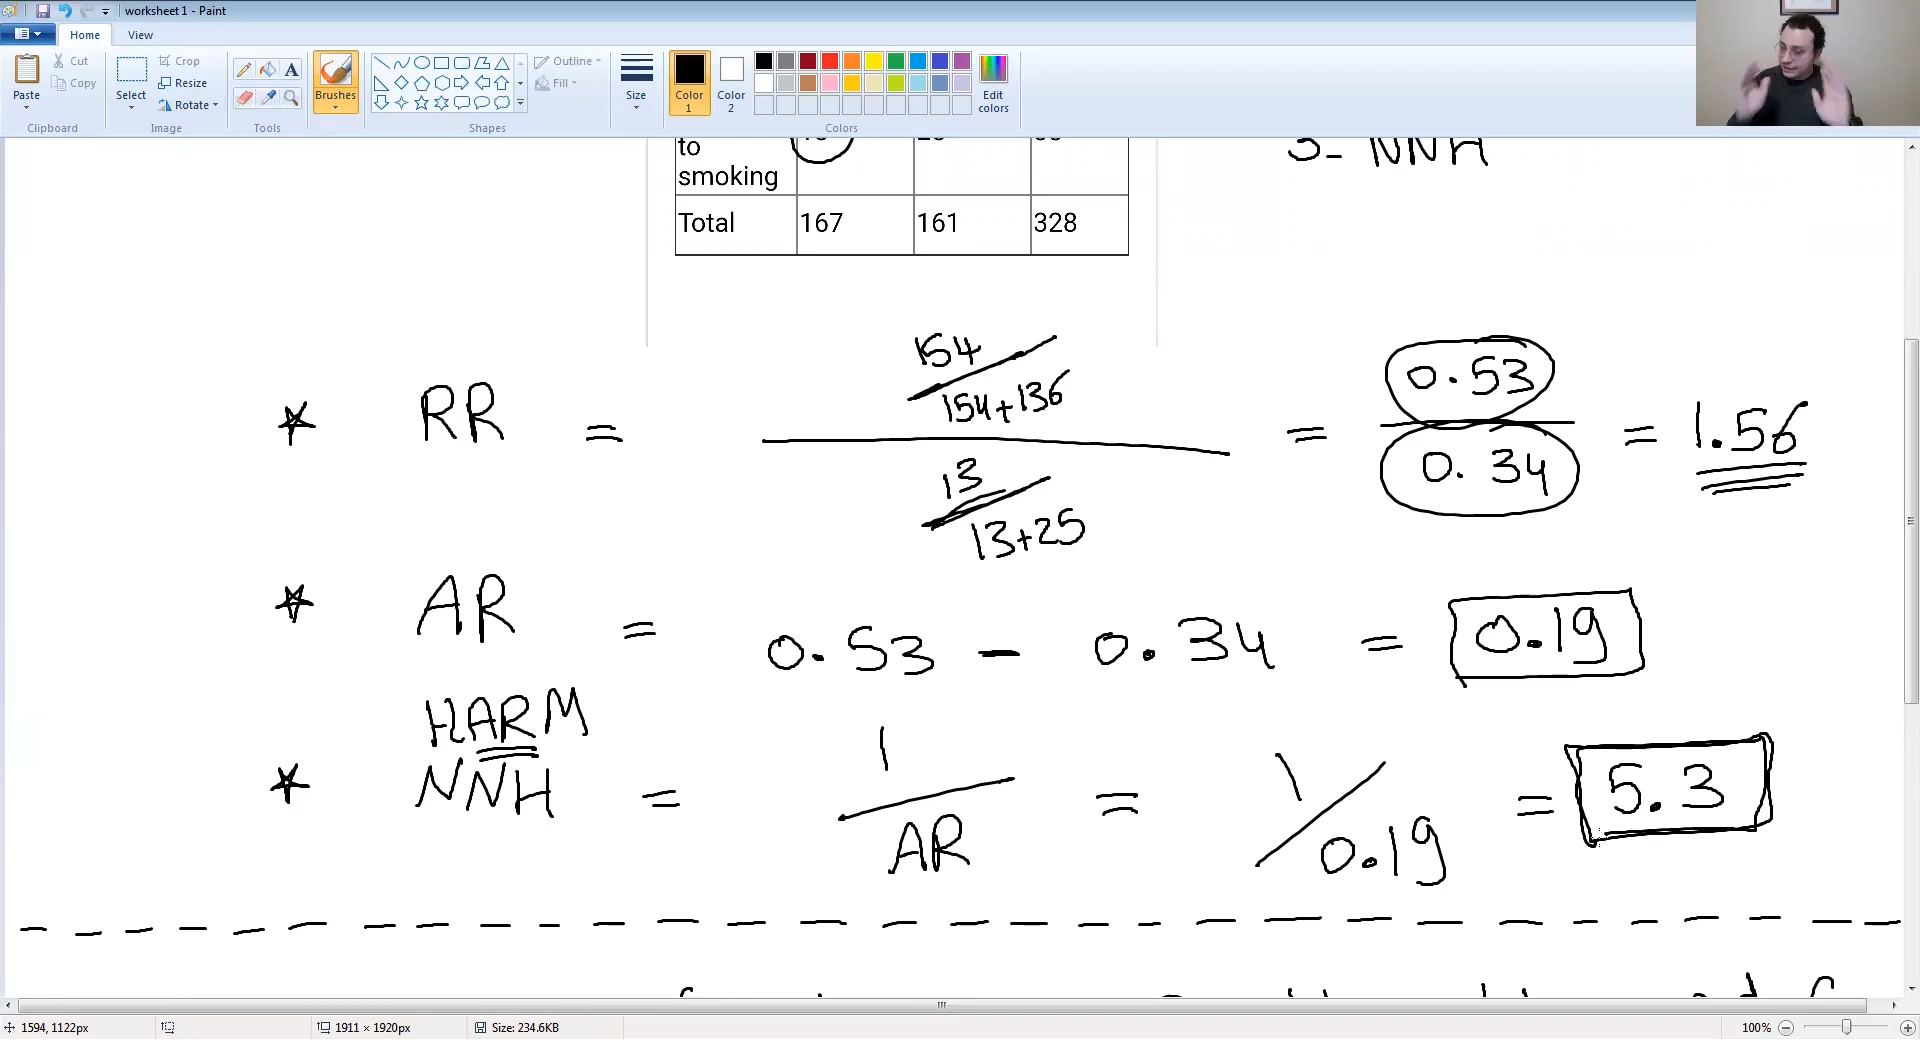 worksheet 1 - Paint
Home View
Paste Cut Copy Select Crop Resize Rotate A Brushes Outline Fill Size Color 1 Color 2 Edit colors
Clipboard Image Tools Shapes Colors
to
smoking
3- NNH
Total 167 161 328
* RR = 154 / 154+136 / 13 / 13+25 = 0.53 / 0.34 = 1.56
* AR = 0.53 - 0.34 = 0.19
HARM
* NNH = 1 / AR = 1 / 0.19 = 5.3
1594, 1122px 1911 × 1920px Size: 234.6KB 100%